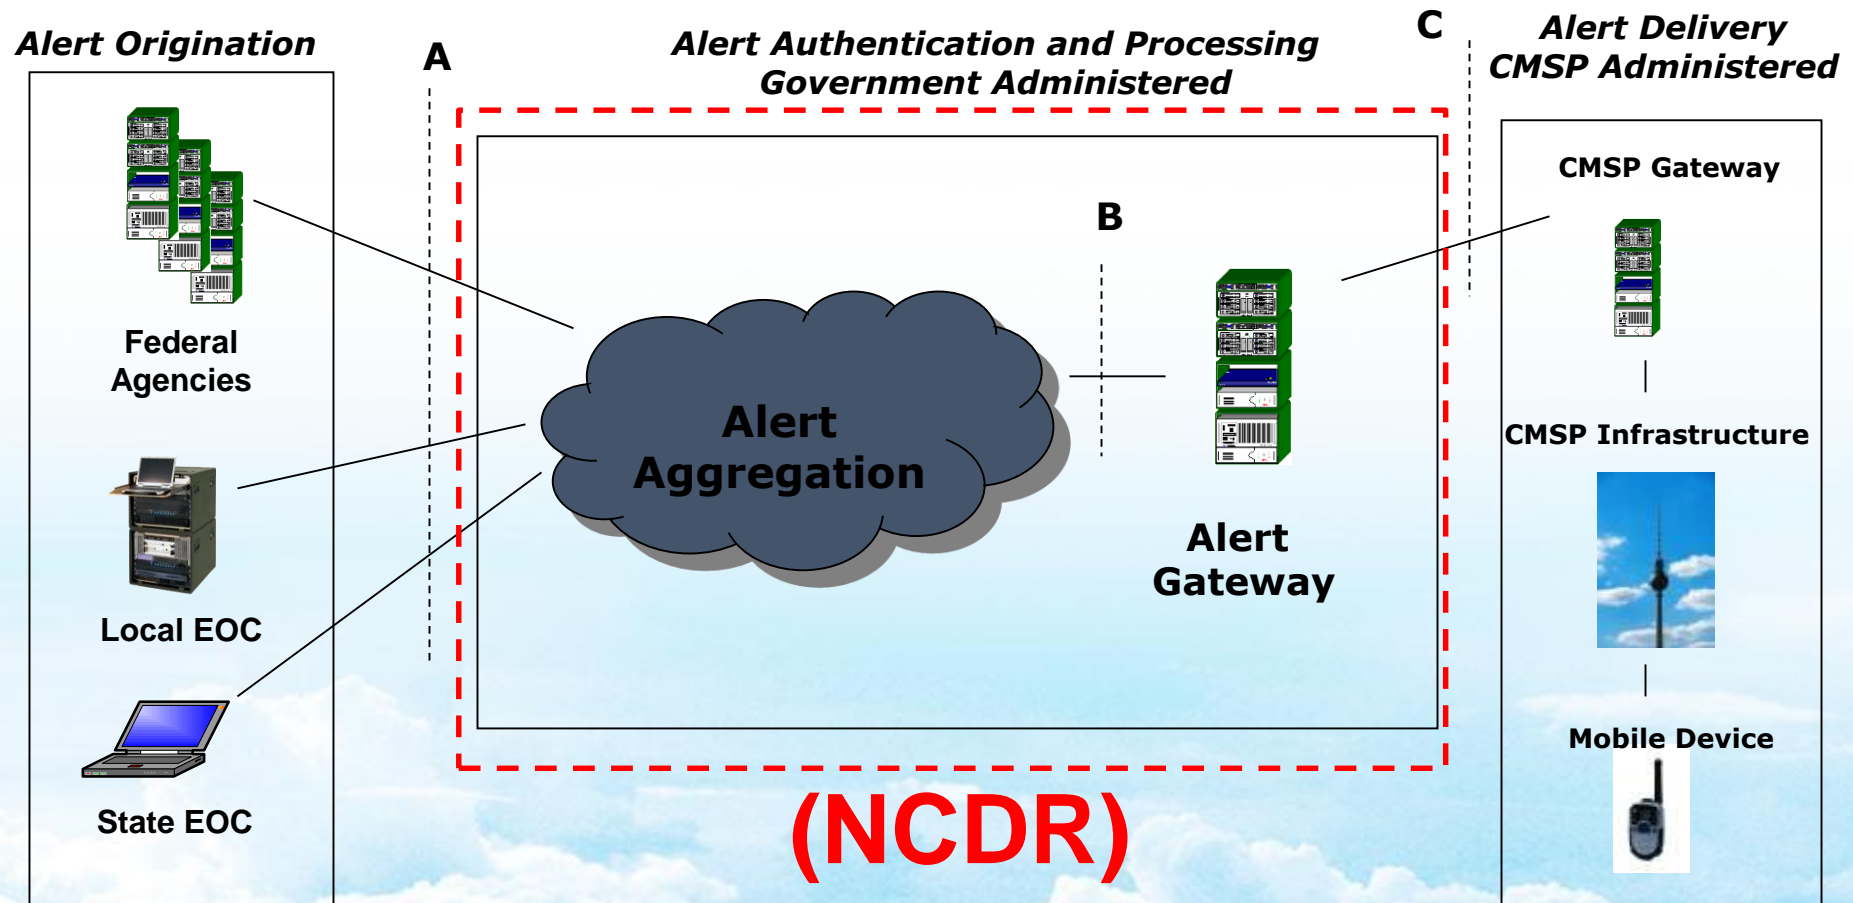 Alert Origination
A
Alert Authentication and Processing
Government Administered
C
Alert Delivery
CMSP Administered
Federal
Agencies
Local EOC
State EOC
Alert
Aggregation
B
Alert
Gateway
(NCDR)
CMSP Gateway
CMSP Infrastructure
Mobile Device